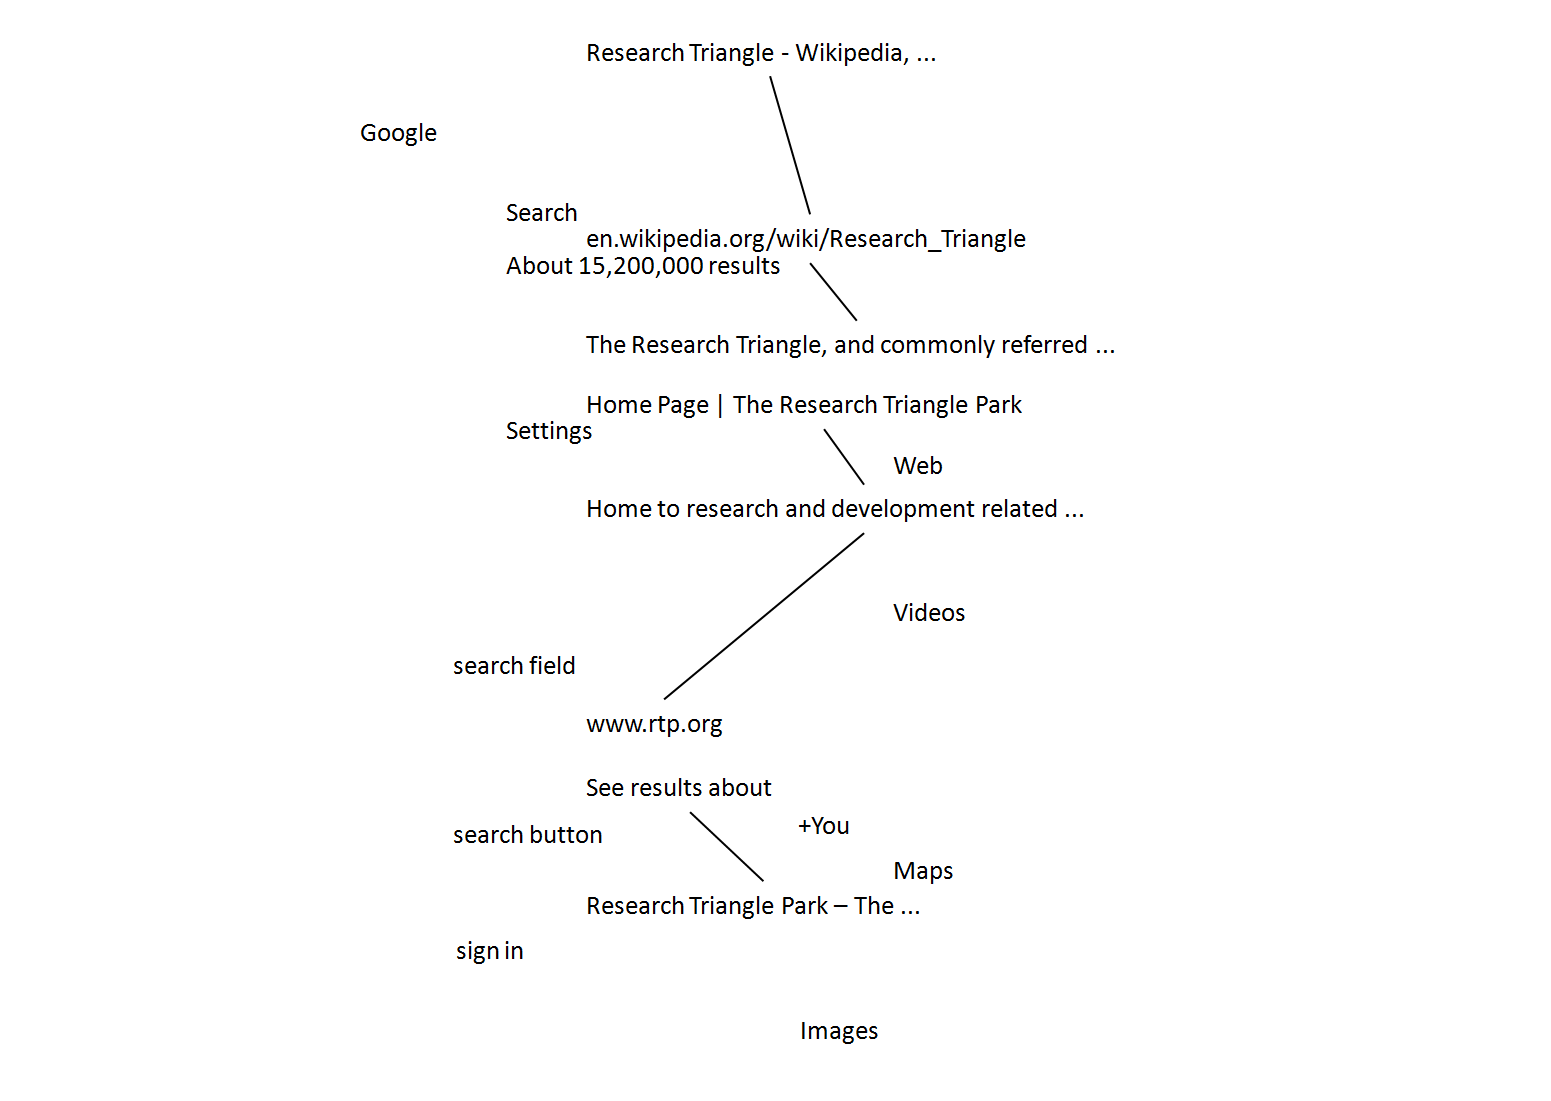 Research Triangle - Wikipedia, ...
Google
Search
en.wikipedia.org/wiki/Research_Triangle
About 15,200,000 results
The Research Triangle, and commonly referred ...
Home Page | The Research Triangle Park
Settings
Web
Home to research and development related ...
Videos
search field
www.rtp.org
See results about
+You
search button
Maps
Research Triangle Park – The ...
sign in
Images